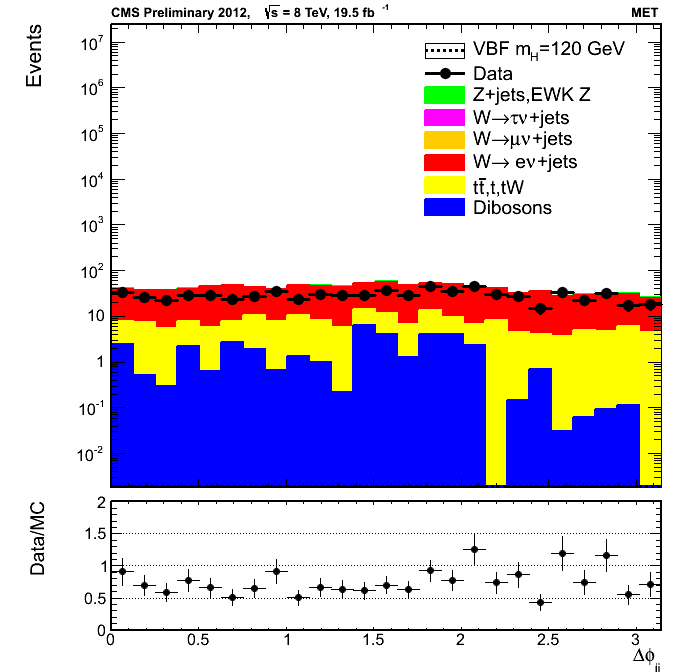 CMS Preliminary 2012, √s = 8 TeV, 19.5 fb⁻¹ MET
Events
10⁷
10⁶
10⁵
10⁴
10³
10²
10
1
10⁻¹
10⁻²
VBF m_H=120 GeV
Data
Z+jets,EWK Z
W→τν+jets
W→μν+jets
W→ eν+jets
tt̄,t,tW
Dibosons
Data/MC
2
1.5
1
0.5
0
0 0.5 1 1.5 2 2.5 3
Δϕ_jj